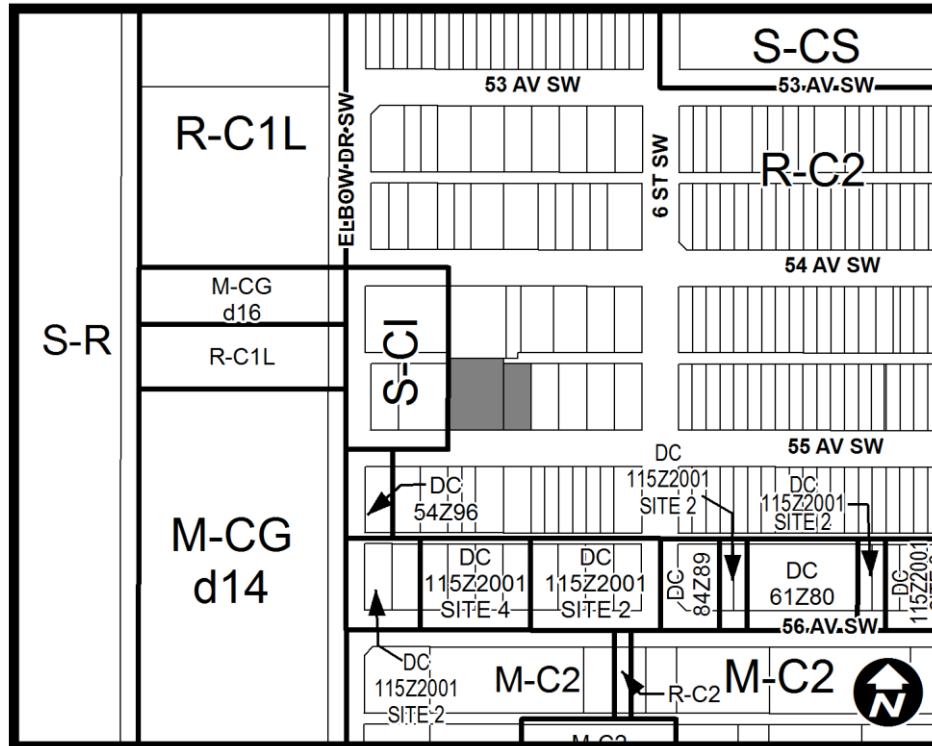 S-CS
53 AV SW
53 AV SW
R-C1L
ELBOW DR SW
6 ST SW
R-C2
54 AV SW
M-CG
d16
S-R
R-C1L
S-CI
55 AV SW
DC
115Z2001
SITE 2
DC
115Z2001
SITE 2
DC
54Z96
M-CG
d14
DC
115Z2001
SITE 4
DC
115Z2001
SITE 2
DC
84Z89
DC
61Z80
DC
115Z2001
56 AV SW
DC
115Z2001
SITE 2
M-C2
R-C2
M-C2
N